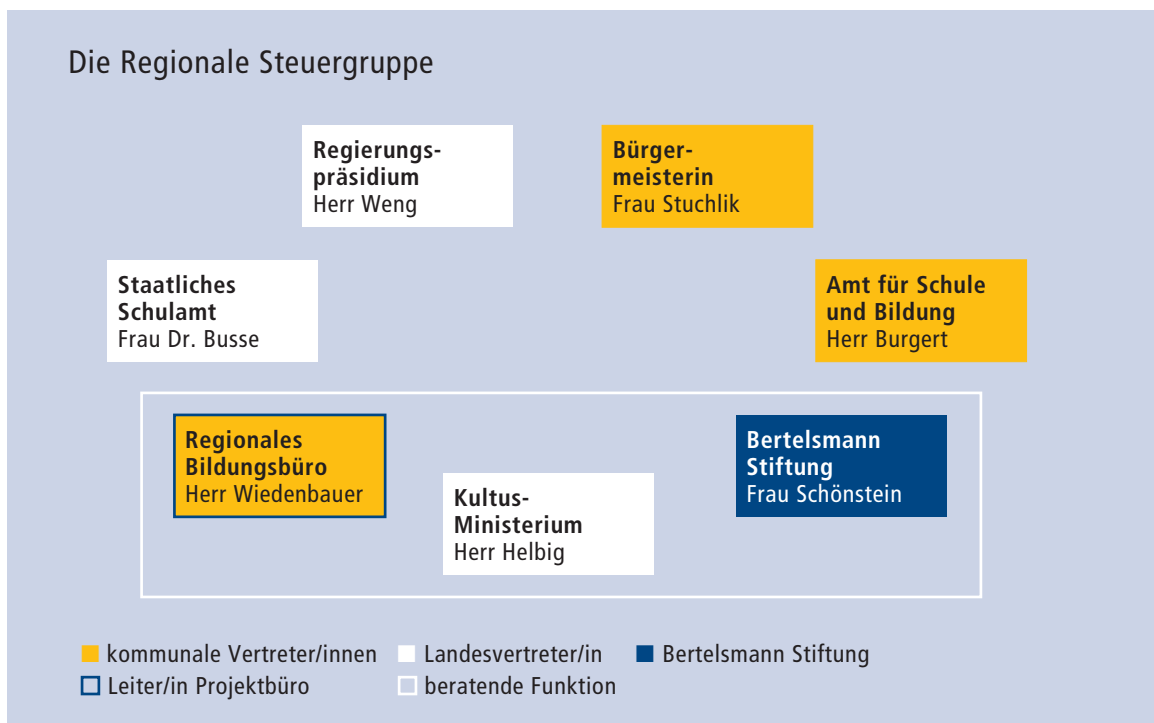 Die Regionale Steuergruppe
Regierungs-
präsidium
Herr Weng
Bürger-
meisterin
Frau Stuchlik
Staatliches
Schulamt
Frau Dr. Busse
Amt für Schule
und Bildung
Herr Burgert
Regionales
Bildungsbüro
Herr Wiedenbauer
Kultus-
Ministerium
Herr Helbig
Bertelsmann
Stiftung
Frau Schönstein
kommunale Vertreter/innen
Landesvertreter/in
Bertelsmann Stiftung
Leiter/in Projektbüro
beratende Funktion